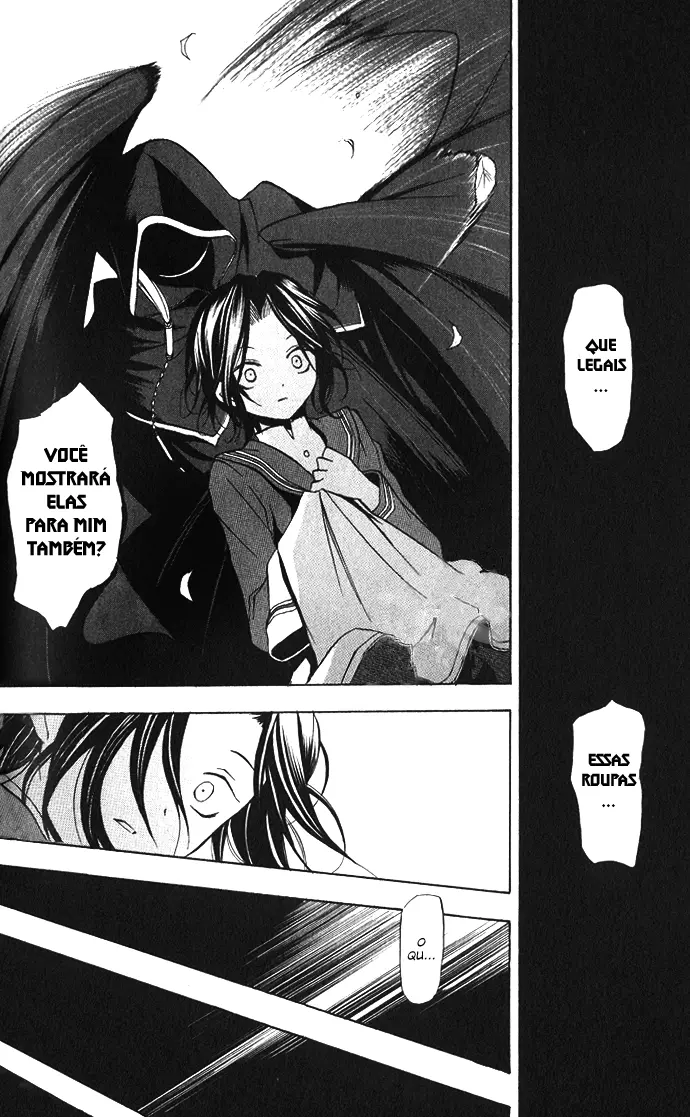 QUE
LEGAIS
...
ESSAS
ROUPAS
...
VOCÊ
MOSTRARÁ
ELAS
PARA MIM
TAMBÉM?
O
QU...